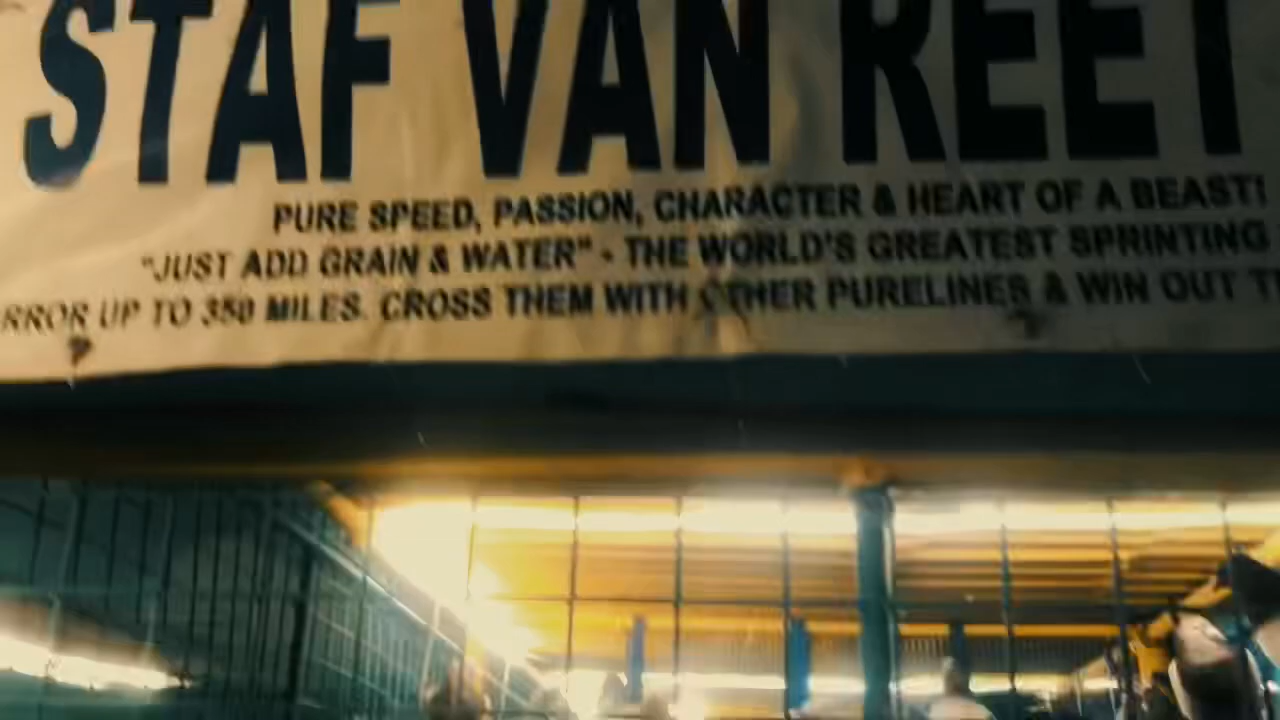 STAF VAN REET
PURE SPEED, PASSION, CHARACTER & HEART OF A BEAST!
"JUST ADD GRAIN & WATER" - THE WORLD'S GREATEST SPRINTING
RROR UP TO 350 MILES. CROSS THEM WITH OTHER PURELINES & WIN OUT T